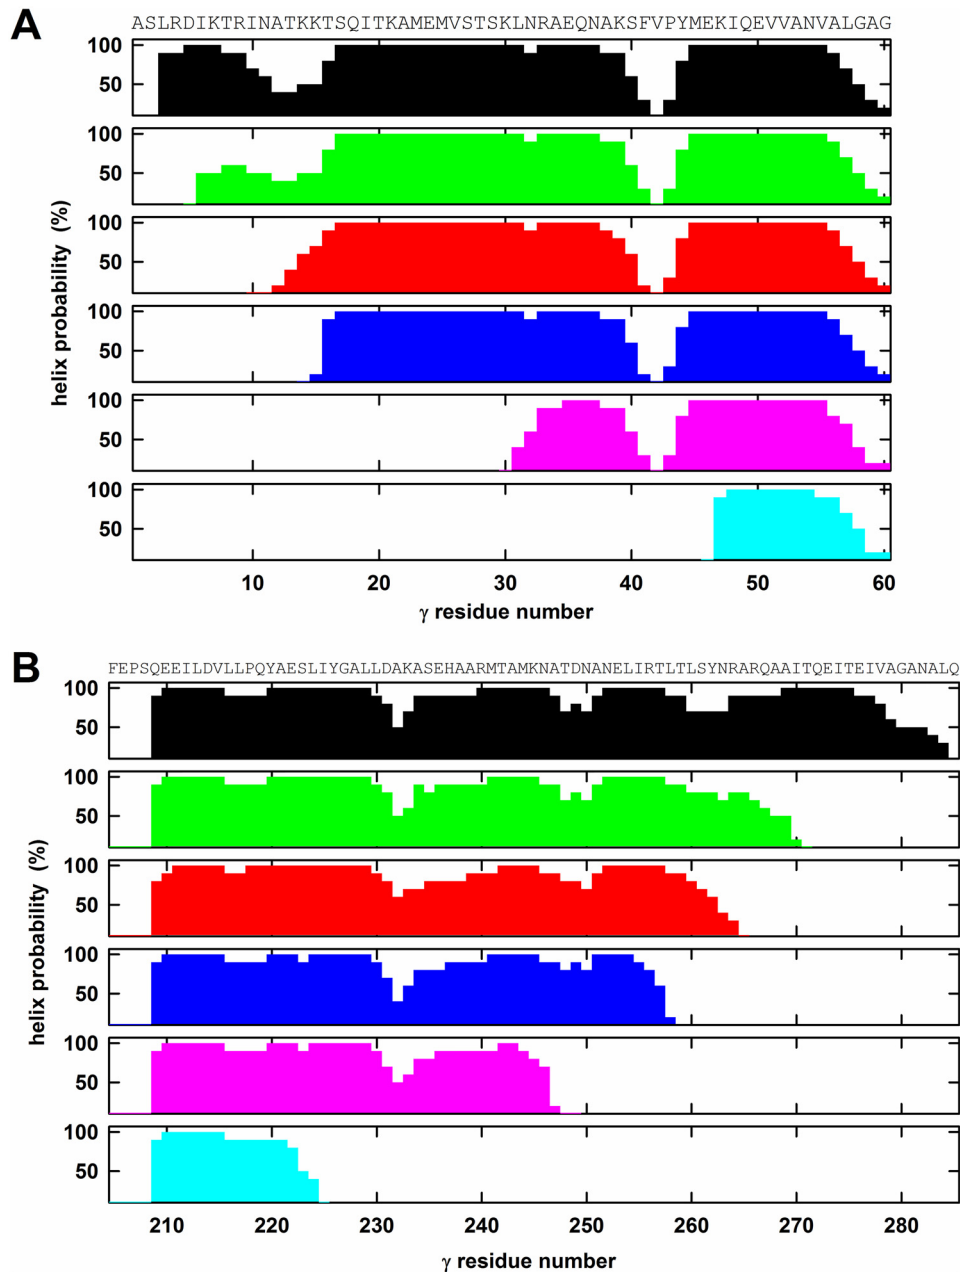 A
ASLRDIKTRINATKKTSQITKAMEMVSTSKLNRAEQNAKSFVPYMEKIQEVVANVALGAG
100
50
100
50
100
50
100
50
100
50
100
50
helix probability (%)
10 20 30 40 50 60
γ residue number
B
FEPSQEEILDVLLPQYAESLIYGALLDAKASEHAARMTAMKNATDNANELIRTLTLSYNRARQAAITQEITEIVAGANALQ
100
50
100
50
100
50
100
50
100
50
100
50
helix probability (%)
210 220 230 240 250 260 270 280
γ residue number